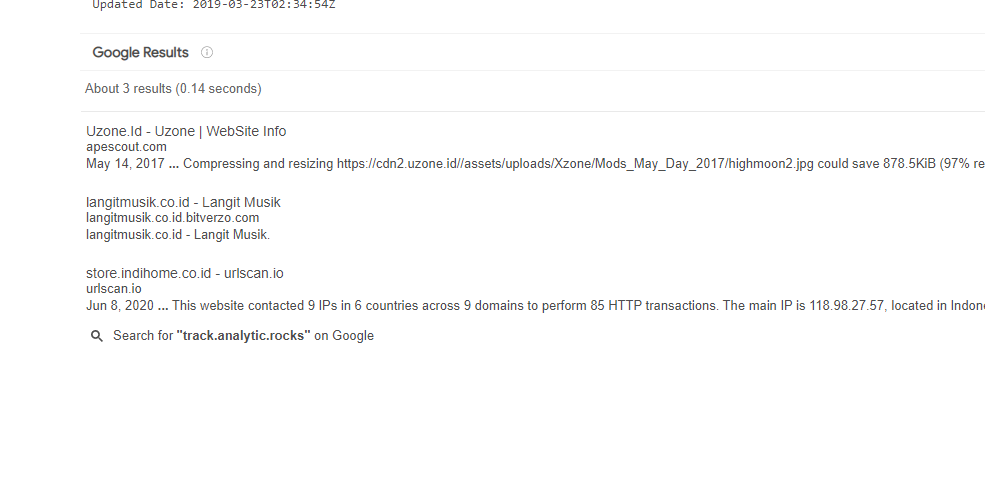 Updated Date: 2019-03-23T02:34:54Z
Google Results
About 3 results (0.14 seconds)
Uzone.Id - Uzone | WebSite Info
apescout.com
May 14, 2017 ... Compressing and resizing https://cdn2.uzone.id//assets/uploads/Xzone/Mods_May_Day_2017/highmoon2.jpg could save 878.5KiB (97% re
langitmusik.co.id - Langit Musik
langitmusik.co.id.bitverzo.com
langitmusik.co.id - Langit Musik.
store.indihome.co.id - urlscan.io
urlscan.io
Jun 8, 2020 ... This website contacted 9 IPs in 6 countries across 9 domains to perform 85 HTTP transactions. The main IP is 118.98.27.57, located in Indon
Search for "track.analytic.rocks" on Google